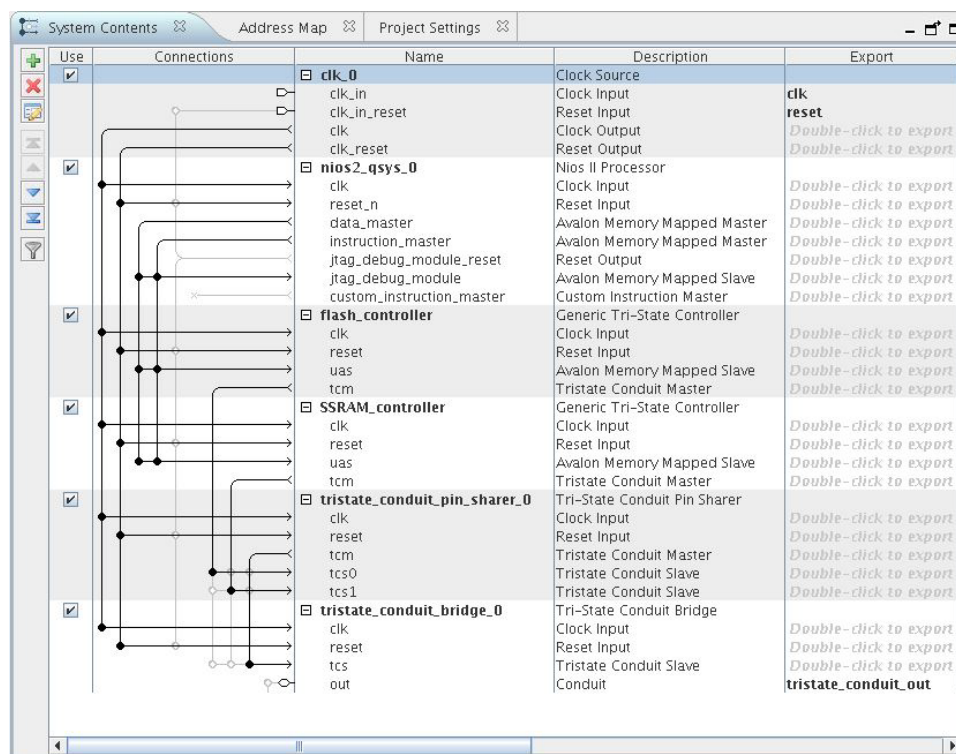 System Contents Address Map Project Settings
Use Connections Name Description Export
clk_0 Clock Source
clk_in Clock Input clk
clk_in_reset Reset Input reset
clk Clock Output Double-click to export
clk_reset Reset Output Double-click to export
nios2_qsys_0 Nios II Processor
clk Clock Input Double-click to export
reset_n Reset Input Double-click to export
data_master Avalon Memory Mapped Master Double-click to export
instruction_master Avalon Memory Mapped Master Double-click to export
jtag_debug_module_reset Reset Output Double-click to export
jtag_debug_module Avalon Memory Mapped Slave Double-click to export
custom_instruction_master Custom Instruction Master Double-click to export
flash_controller Generic Tri-State Controller
clk Clock Input Double-click to export
reset Reset Input Double-click to export
uas Avalon Memory Mapped Slave Double-click to export
tcm Tristate Conduit Master Double-click to export
SSRAM_controller Generic Tri-State Controller
clk Clock Input Double-click to export
reset Reset Input Double-click to export
uas Avalon Memory Mapped Slave Double-click to export
tcm Tristate Conduit Master Double-click to export
tristate_conduit_pin_sharer_0 Tri-State Conduit Pin Sharer
clk Clock Input Double-click to export
reset Reset Input Double-click to export
tcm Tristate Conduit Master Double-click to export
tcs0 Tristate Conduit Slave Double-click to export
tcs1 Tristate Conduit Slave Double-click to export
tristate_conduit_bridge_0 Tri-State Conduit Bridge
clk Clock Input Double-click to export
reset Reset Input Double-click to export
tcs Tristate Conduit Slave Double-click to export
out Conduit tristate_conduit_out